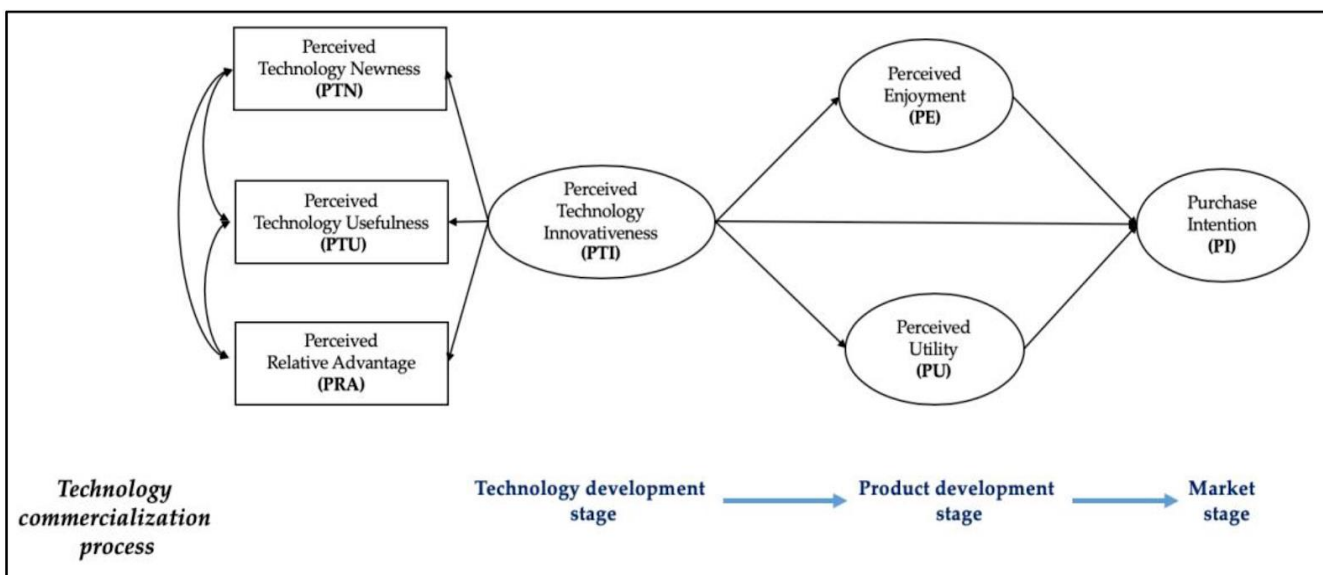 Perceived
Technology Newness
(PTN)
Perceived
Technology Usefulness
(PTU)
Perceived
Relative Advantage
(PRA)
Perceived
Technology
Innovativeness
(PTI)
Perceived
Enjoyment
(PE)
Perceived
Utility
(PU)
Purchase
Intention
(PI)
Technology
commercialization
process
Technology development
stage
Product development
stage
Market
stage